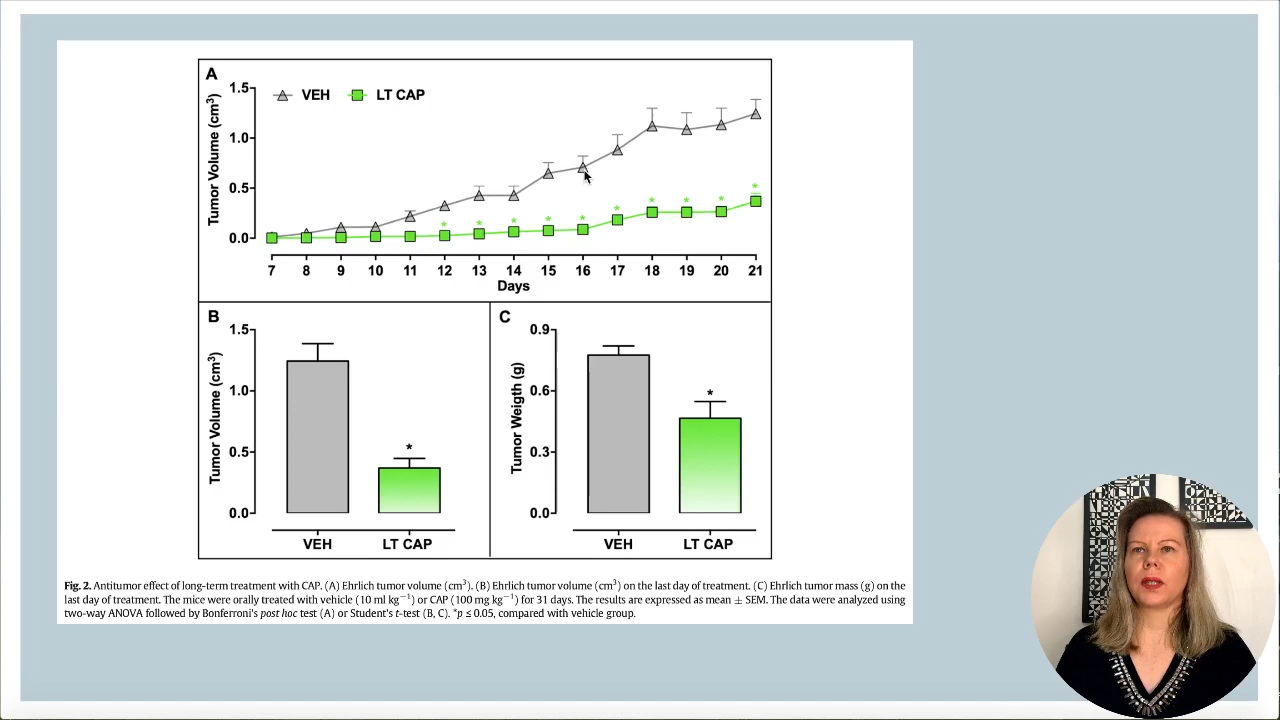 A
VEH
LT CAP
Tumor Volume (cm³)
1.5
1.0
0.5
0.0
* * * * * * * * * *
7 8 9 10 11 12 13 14 15 16 17 18 19 20 21
Days
B
Tumor Volume (cm³)
1.5
1.0
0.5
0.0
*
VEH LT CAP
C
Tumor Weigth (g)
0.9
0.6
0.3
0.0
*
VEH LT CAP
Fig. 2. Antitumor effect of long-term treatment with CAP. (A) Ehrlich tumor volume (cm³). (B) Ehrlich tumor volume (cm³) on the last day of treatment. (C) Ehrlich tumor mass (g) on the
last day of treatment. The mice were orally treated with vehicle (10 ml kg⁻¹) or CAP (100 mg kg⁻¹) for 31 days. The results are expressed as mean ± SEM. The data were analyzed using
two-way ANOVA followed by Bonferroni's post hoc test (A) or Student's t-test (B, C). *p ≤ 0.05, compared with vehicle group.